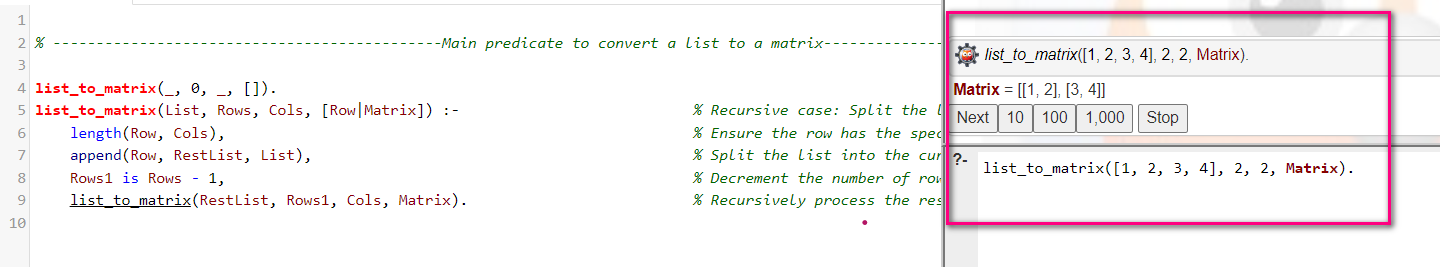 1
2 % -----------------------------------------Main predicate to convert a list to a matrix-------------
3
4 list_to_matrix(_, 0, _, []).
5 list_to_matrix(List, Rows, Cols, [Row|Matrix]) :- % Recursive case: Split the
6 length(Row, Cols), % Ensure the row has the
7 append(Row, RestList, List), % Split the list into the
8 Rows1 is Rows - 1, % Decrement the number of
9 list_to_matrix(RestList, Rows1, Cols, Matrix). % Recursively process the
10
list_to_matrix([1, 2, 3, 4], 2, 2, Matrix).
Matrix = [[1, 2], [3, 4]]
Next 10 100 1,000 Stop
?- list_to_matrix([1, 2, 3, 4], 2, 2, Matrix).